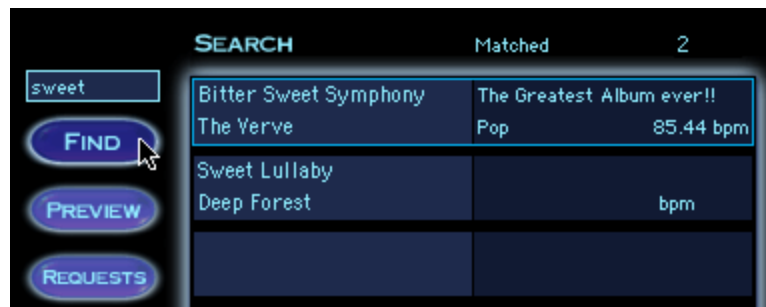 SEARCH Matched 2
sweet
Bitter Sweet Symphony The Greatest Album ever!!
The Verve Pop 85.44 bpm
FIND
Sweet Lullaby
Deep Forest bpm
PREVIEW
REQUESTS